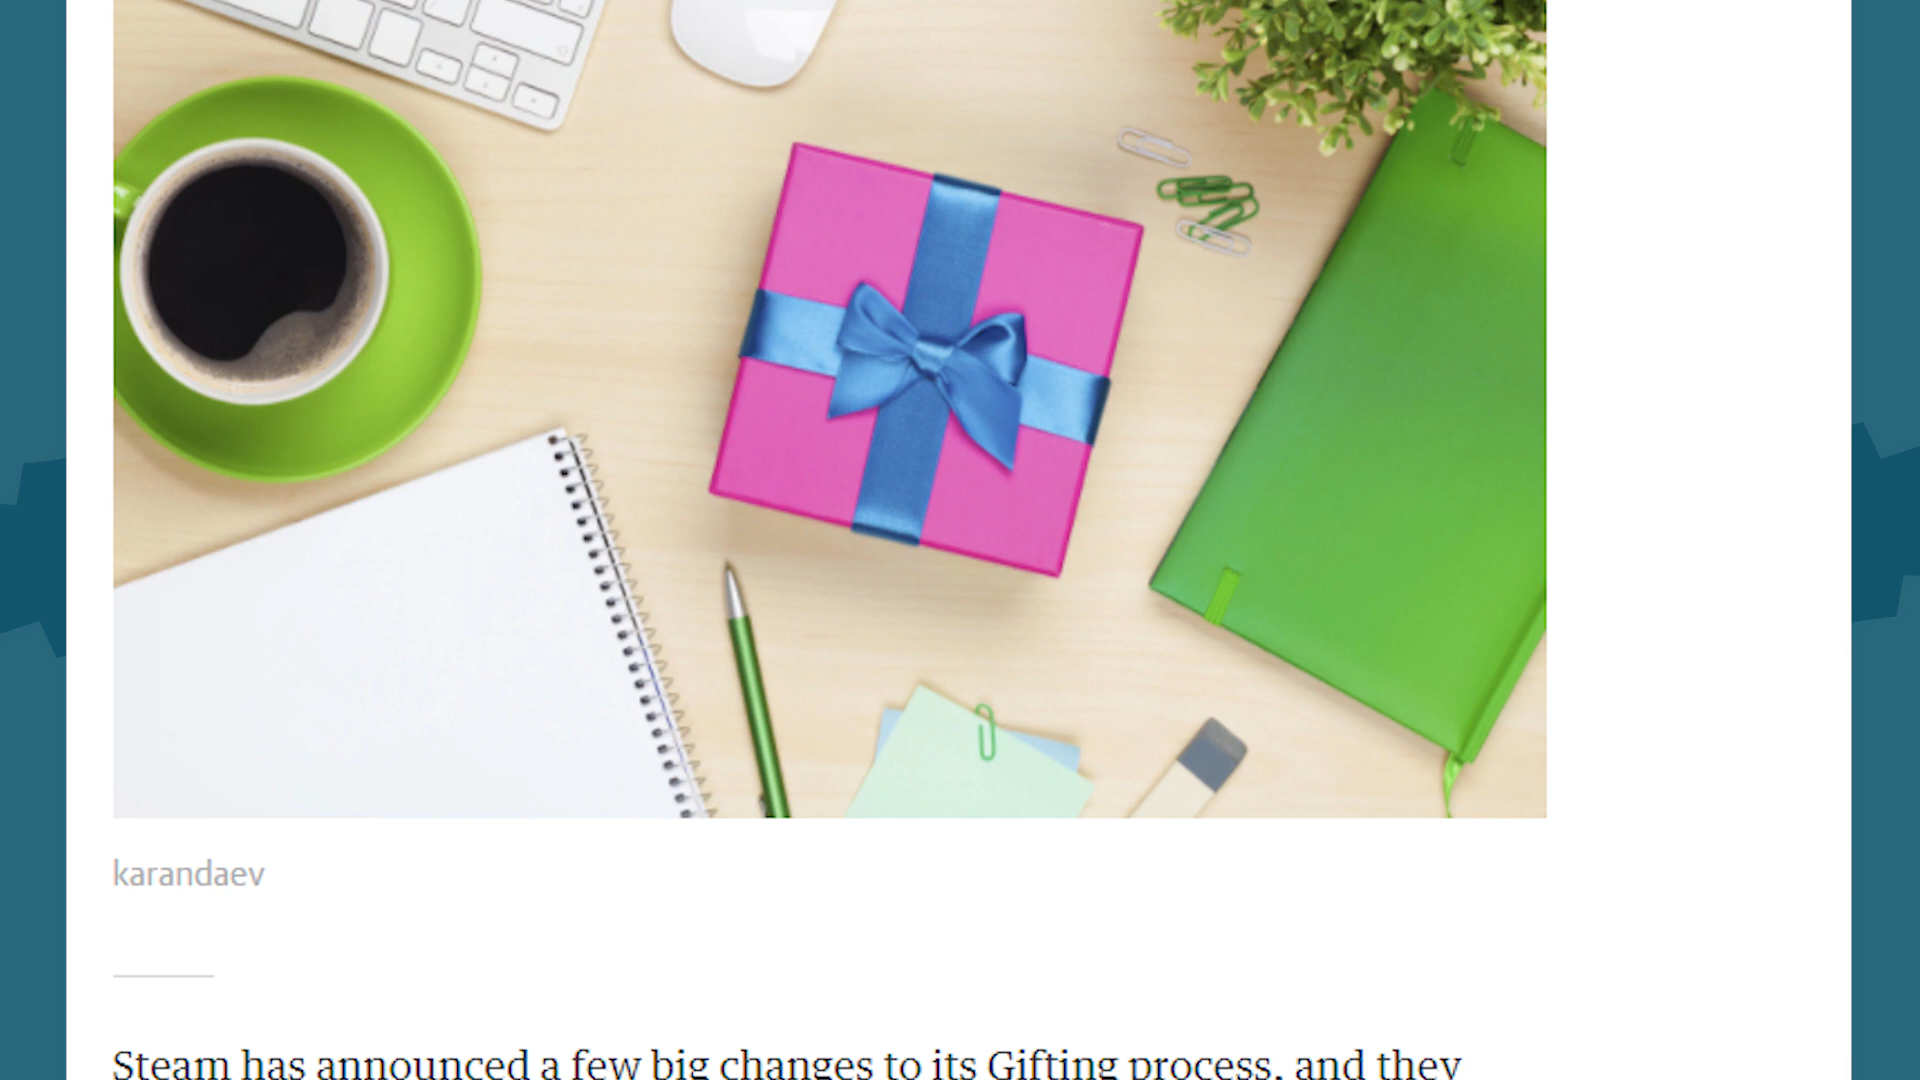 karandaev
Steam has announced a few big changes to its Gifting process, and they